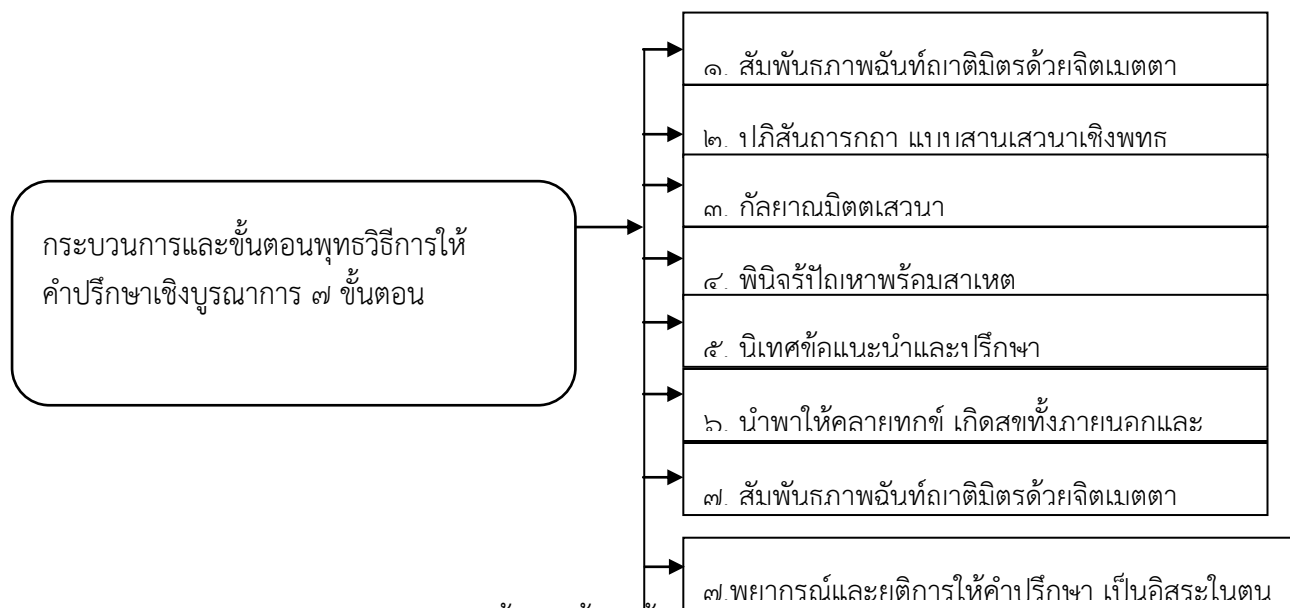 กระบวนการและขั้นตอนพุทธวิธีการให้
คำปรึกษาเชิงบูรณาการ ๗ ขั้นตอน
๑. สัมพันธภาพฉันท์ญาติมิตรด้วยจิตเมตตา
๒. ปฏิสันถารกถา แบบสานเสวนาเชิงพุทธ
๓. กัลยาณมิตตเสวนา
๔. พินิจรู้ปัญหาพร้อมสาเหตุ
๕. นิเทศข้อแนะนำและปรึกษา
๖. นำพาให้คลายทุกข์ เกิดสุขทั้งภายนอกและ
๗. สัมพันธภาพฉันท์ญาติมิตรด้วยจิตเมตตา
๗.พยากรณ์และยุติการให้คำปรึกษา เป็นอิสระในตน